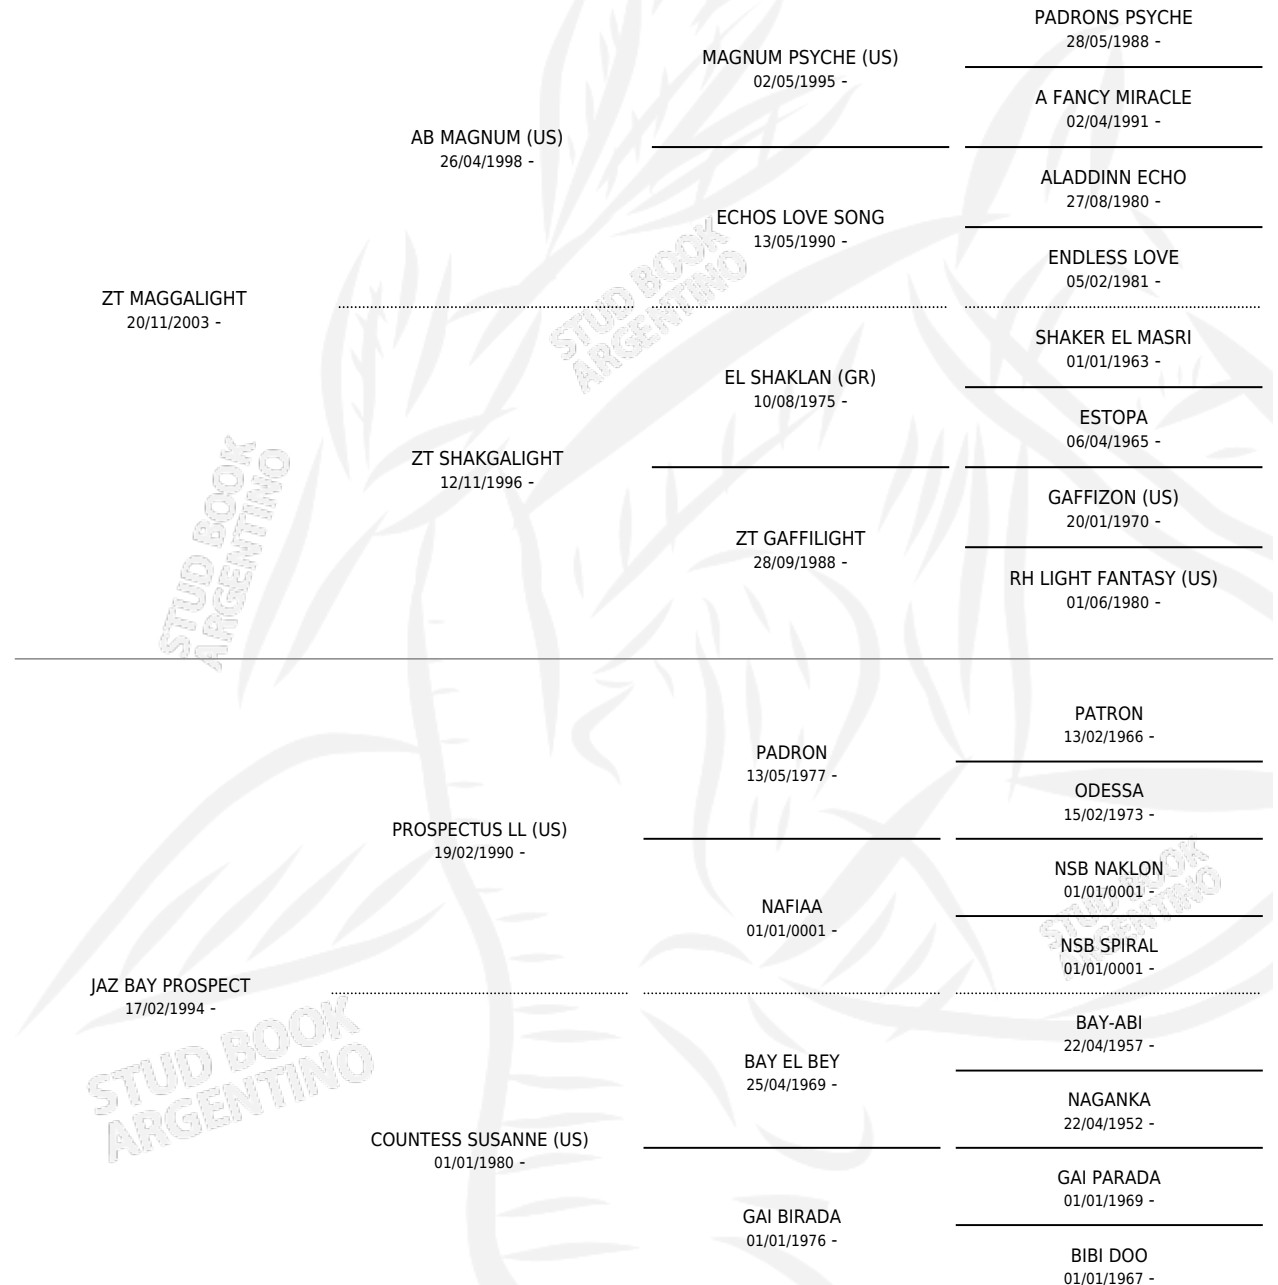 PADRONS PSYCHE
28/05/1988 -
MAGNUM PSYCHE (US)
02/05/1995 -
A FANCY MIRACLE
02/04/1991 -
AB MAGNUM (US)
26/04/1998 -
ALADDINN ECHO
27/08/1980 -
ECHOS LOVE SONG
13/05/1990 -
ENDLESS LOVE
05/02/1981 -
ZT MAGGALIGHT
20/11/2003 -
SHAKER EL MASRI
01/01/1963 -
EL SHAKLAN (GR)
10/08/1975 -
ESTOPA
06/04/1965 -
ZT SHAKGALIGHT
12/11/1996 -
GAFFIZON (US)
20/01/1970 -
ZT GAFFILIGHT
28/09/1988 -
RH LIGHT FANTASY (US)
01/06/1980 -
PATRON
13/02/1966 -
PADRON
13/05/1977 -
ODESSA
15/02/1973 -
PROSPECTUS LL (US)
19/02/1990 -
NSB NAKLON
01/01/0001 -
NAFIAA
01/01/0001 -
NSB SPIRAL
01/01/0001 -
JAZ BAY PROSPECT
17/02/1994 -
BAY-ABI
22/04/1957 -
BAY EL BEY
25/04/1969 -
NAGANKA
22/04/1952 -
COUNTESS SUSANNE (US)
01/01/1980 -
GAI PARADA
01/01/1969 -
GAI BIRADA
01/01/1976 -
BIBI DOO
01/01/1967 -
STUD BOOK
ARGENTINO
STUD BOOK
ARGENTINO
STUD BOOK
ARGENTINO
STUD BOOK
ARGENTINO